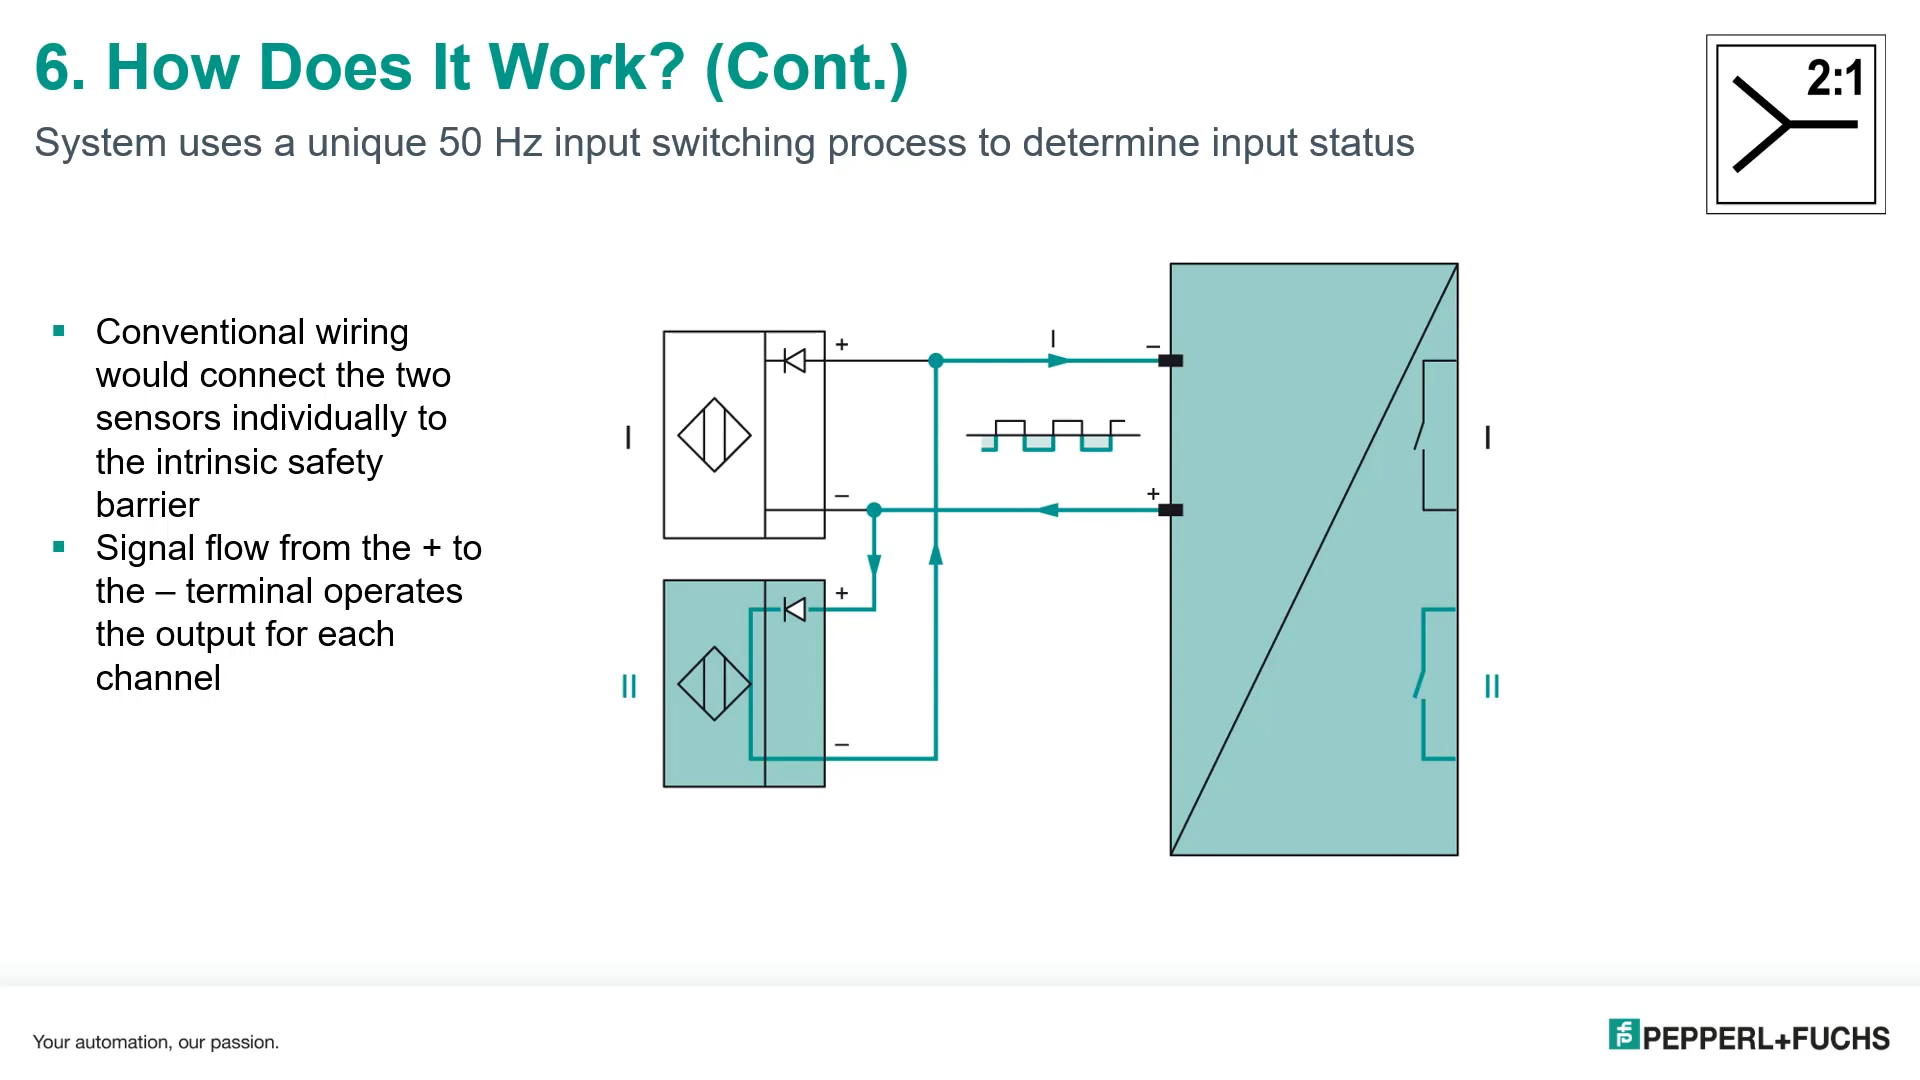 6. How Does It Work? (Cont.)
System uses a unique 50 Hz input switching process to determine input status
2:1
▪ Conventional wiring
would connect the two
sensors individually to
the intrinsic safety
barrier
▪ Signal flow from the + to
the – terminal operates
the output for each
channel
+
I
–
I
I
–
+
+
II
II
–
Your automation, our passion.
PEPPERL+FUCHS